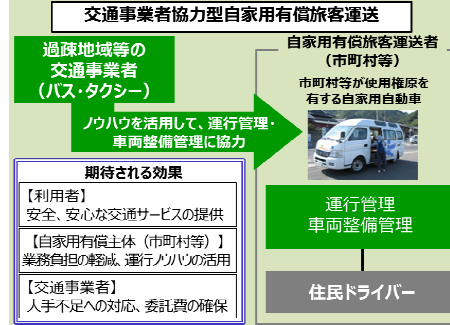 交通事業者協力型自家用有償旅客運送
過疎地域等の
交通事業者
（バス・タクシー）
ノウハウを活用して、運行管理・
車両整備管理に協力
自家用有償旅客運送者
（市町村等）
市町村等が使用権原を
有する自家用自動車
運行管理
車両整備管理
住民ドライバー
期待される効果
【利用者】
安全、安心な交通サービスの提供
【自家用有償主体（市町村等）】
業務負担の軽減、運行ノウハウの活用
【交通事業者】
人手不足への対応、委託費の確保